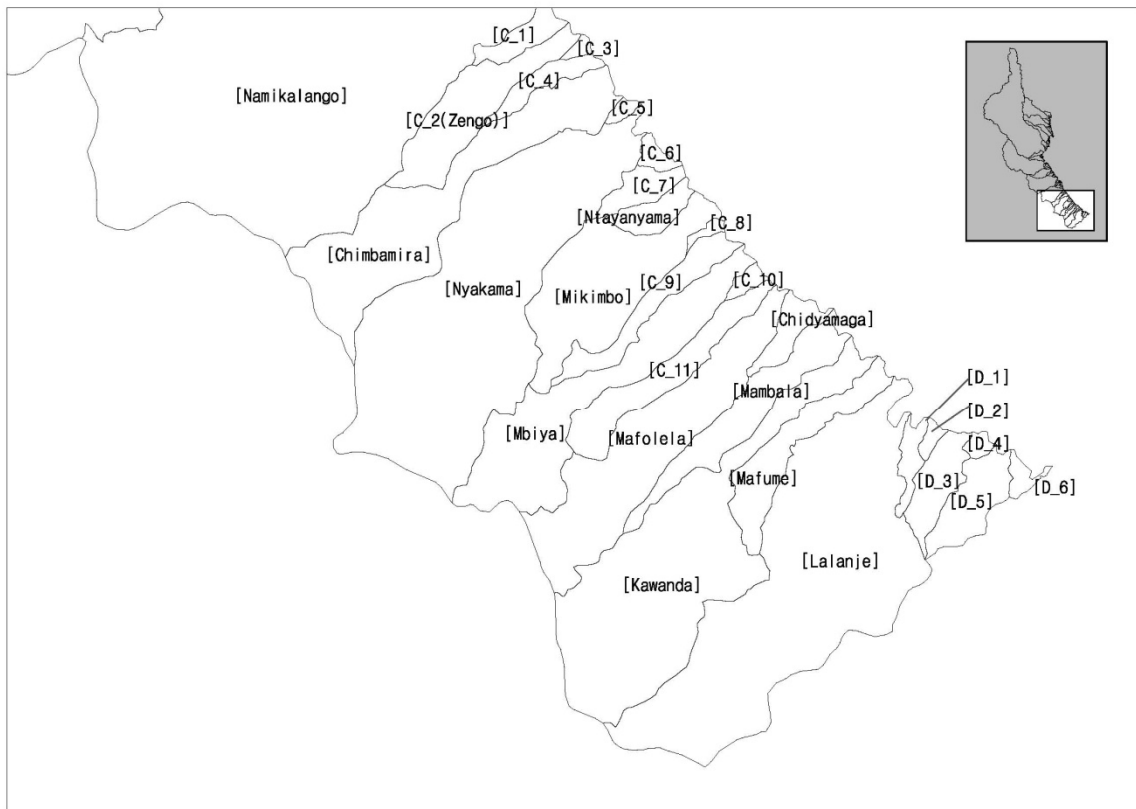 [C_1]
[C_3]
[C_4]
[Namikalango]
[C_5]
[C_2(Zengo)]
[C_6]
[C_7]
[Ntayanyama]
[C_8]
[Chimbamira]
[C_10]
[C_9]
[Nyakama]
[Mikimbo]
[Chidyamaga]
[C_11]
[D_1]
[Mambala]
[D_2]
[Mbiya]
[Mafolela]
[D_4]
[Mafume]
[D_3]
[D_6]
[D_5]
[Lalanje]
[Kawanda]